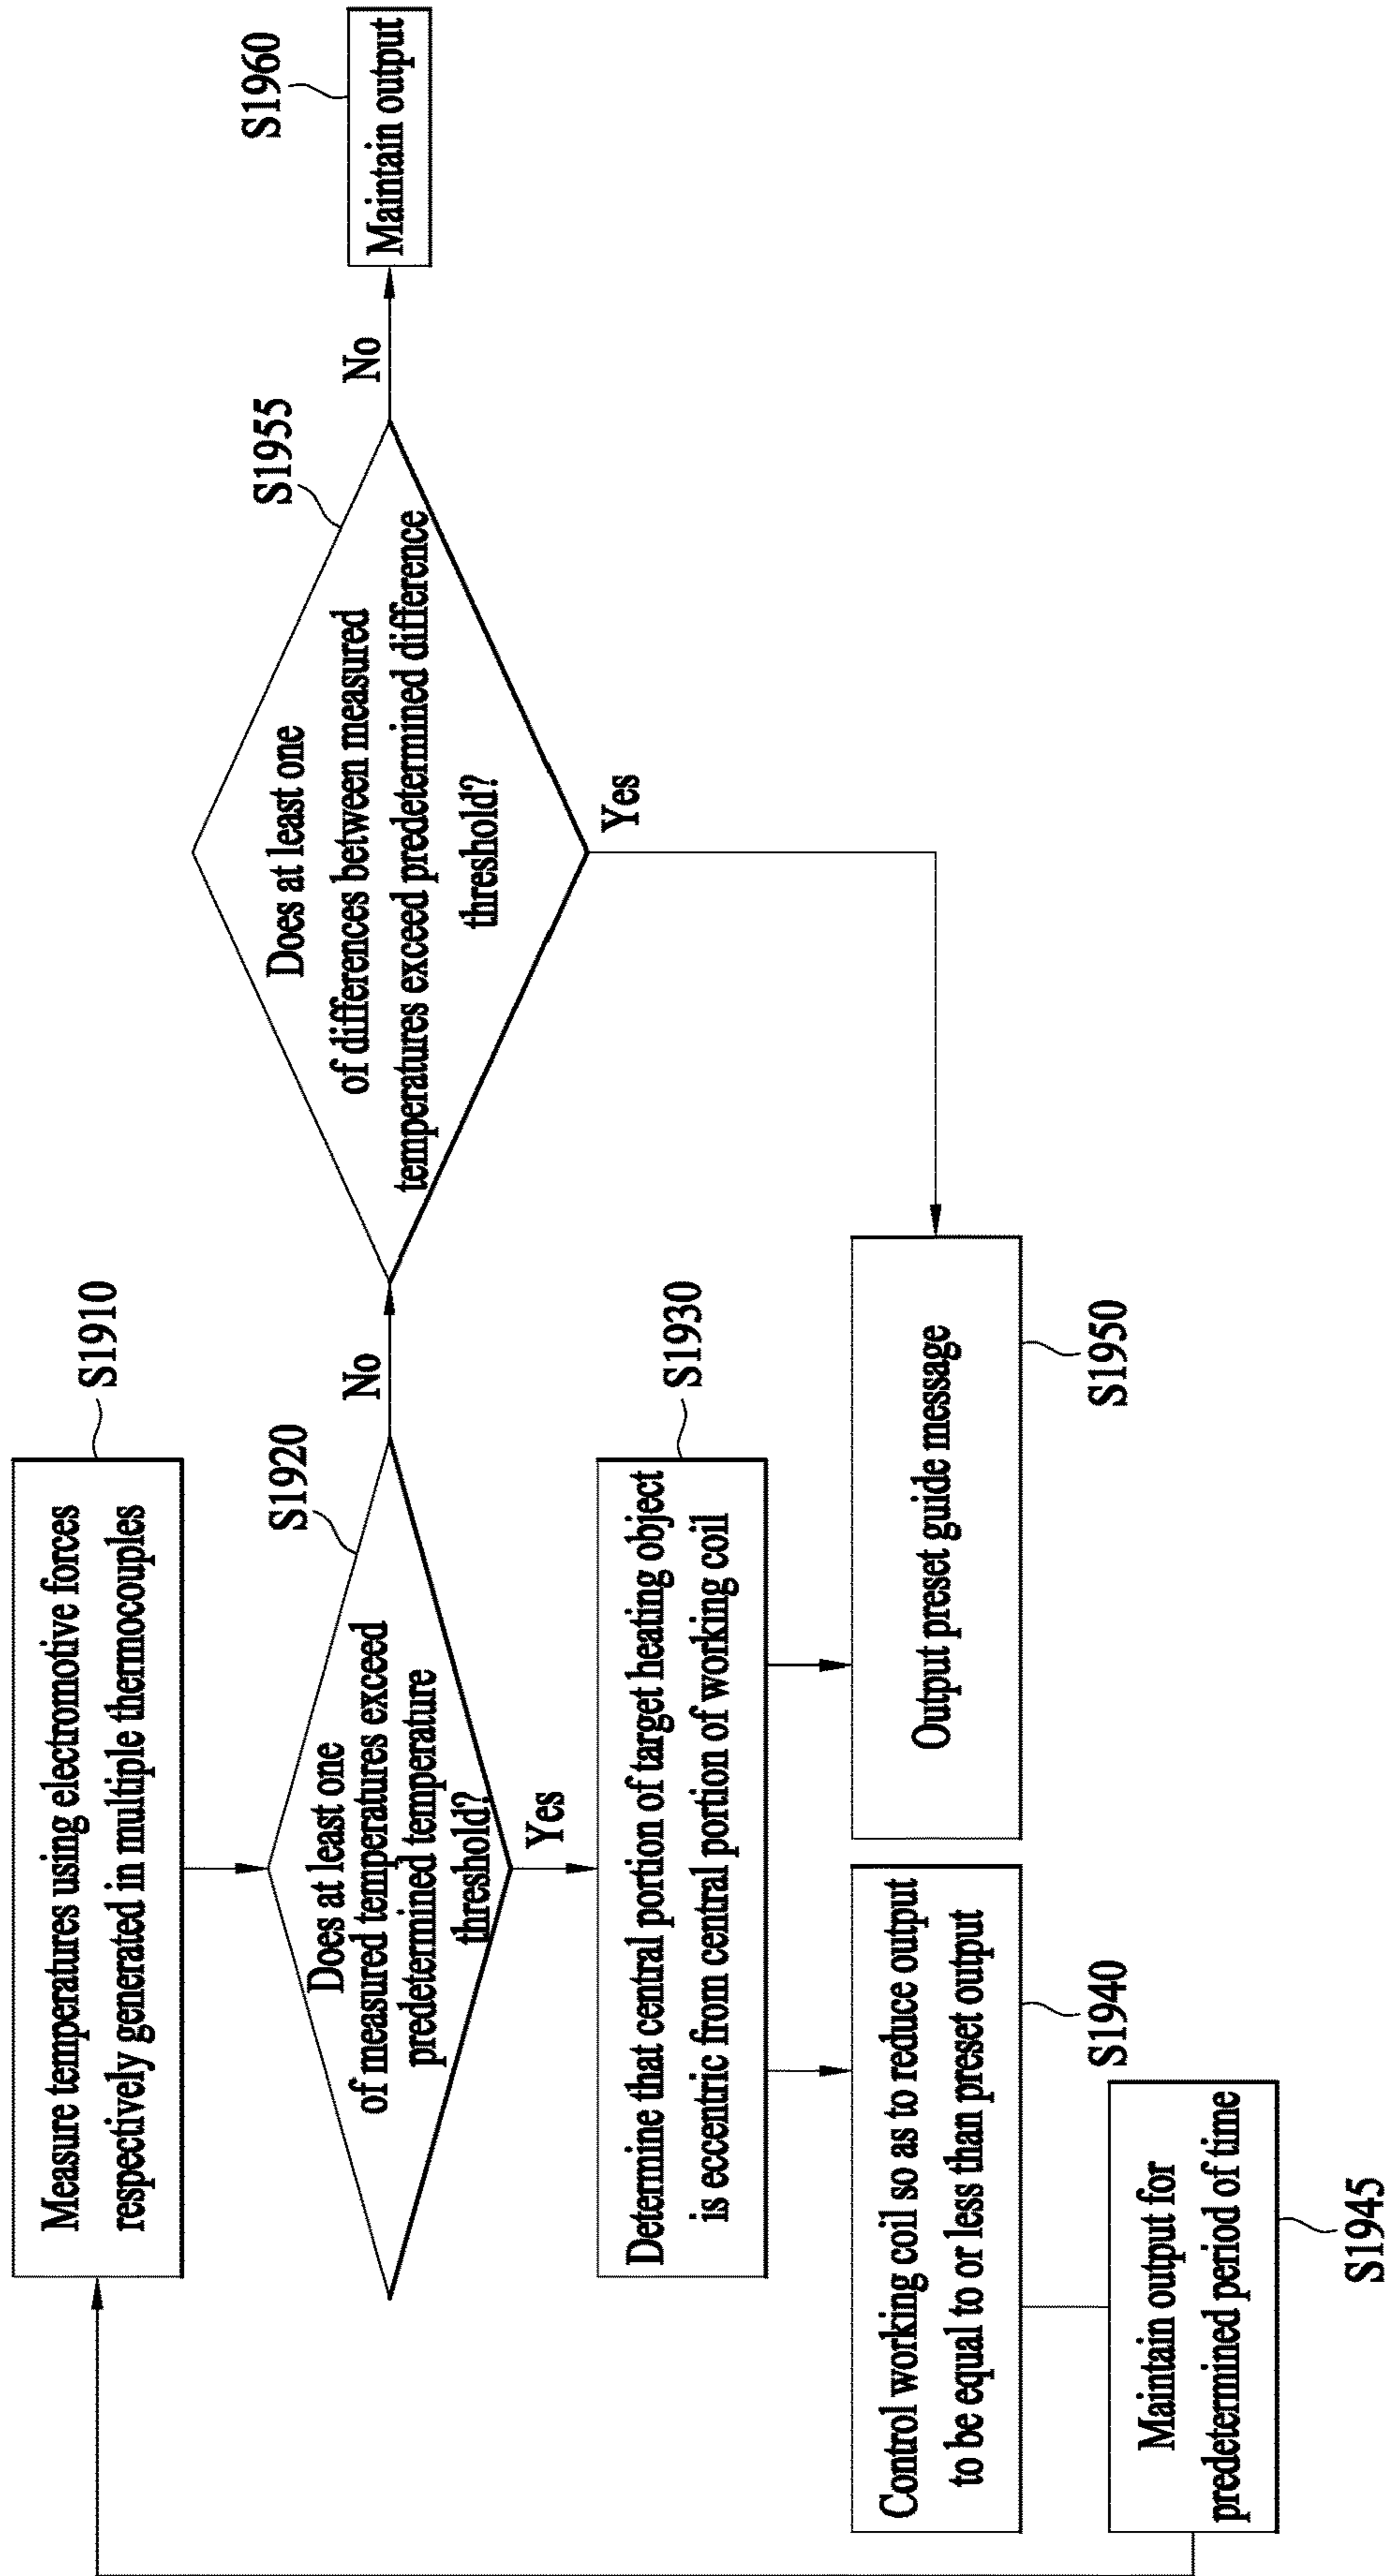 S1910
Measure temperatures using electromotive forces
respectively generated in multiple thermocouples
S1920
Does at least one
of measured temperatures exceed
predetermined temperature
threshold?
No
Yes
S1955
Does at least one
of differences between measured
temperatures exceed predetermined difference
threshold?
No
Yes
S1960
Maintain output
S1930
Determine that central portion of target heating object
is eccentric from central portion of working coil
Control working coil so as to reduce output
to be equal to or less than preset output
S1940
Output preset guide message
S1950
Maintain output for
predetermined period of time
S1945